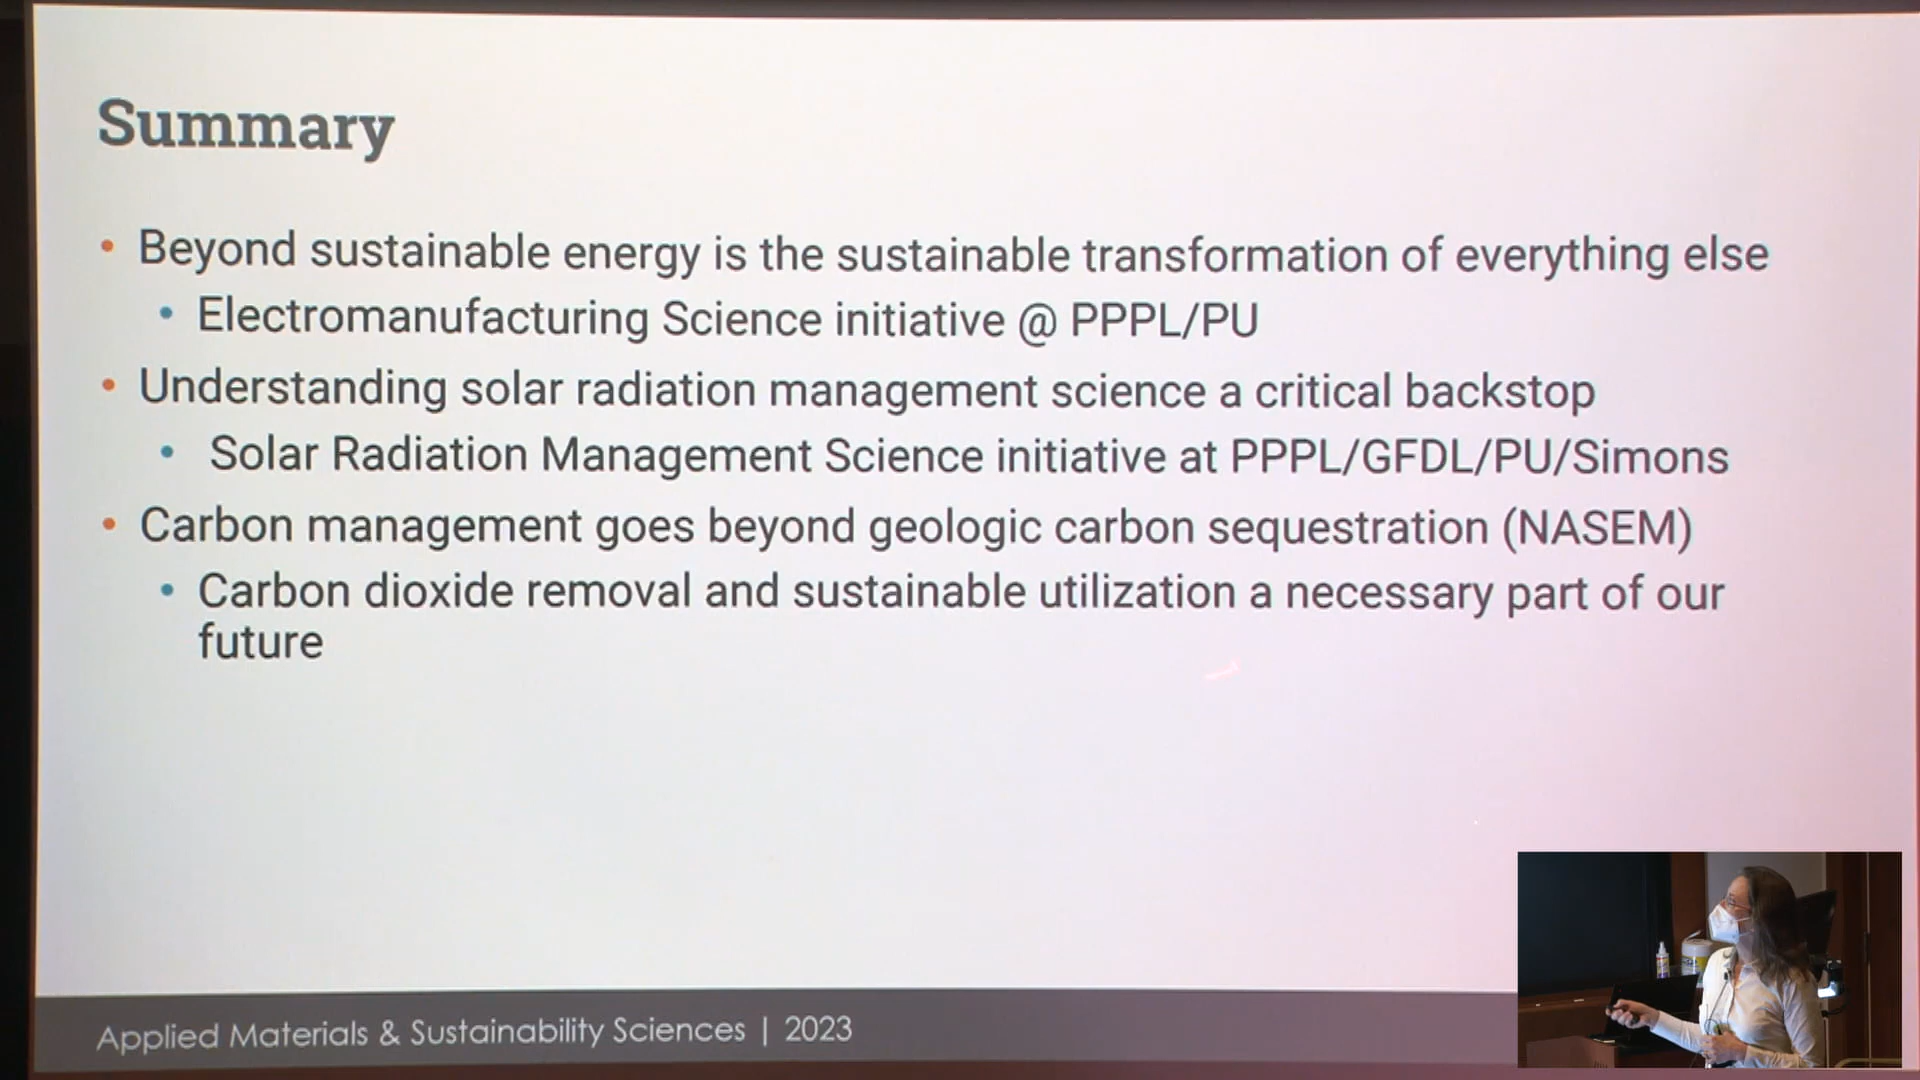 Summary
• Beyond sustainable energy is the sustainable transformation of everything else
• Electromanufacturing Science initiative @ PPPL/PU
• Understanding solar radiation management science a critical backstop
• Solar Radiation Management Science initiative at PPPL/GFDL/PU/Simons
• Carbon management goes beyond geologic carbon sequestration (NASEM)
• Carbon dioxide removal and sustainable utilization a necessary part of our
future
Applied Materials & Sustainability Sciences | 2023